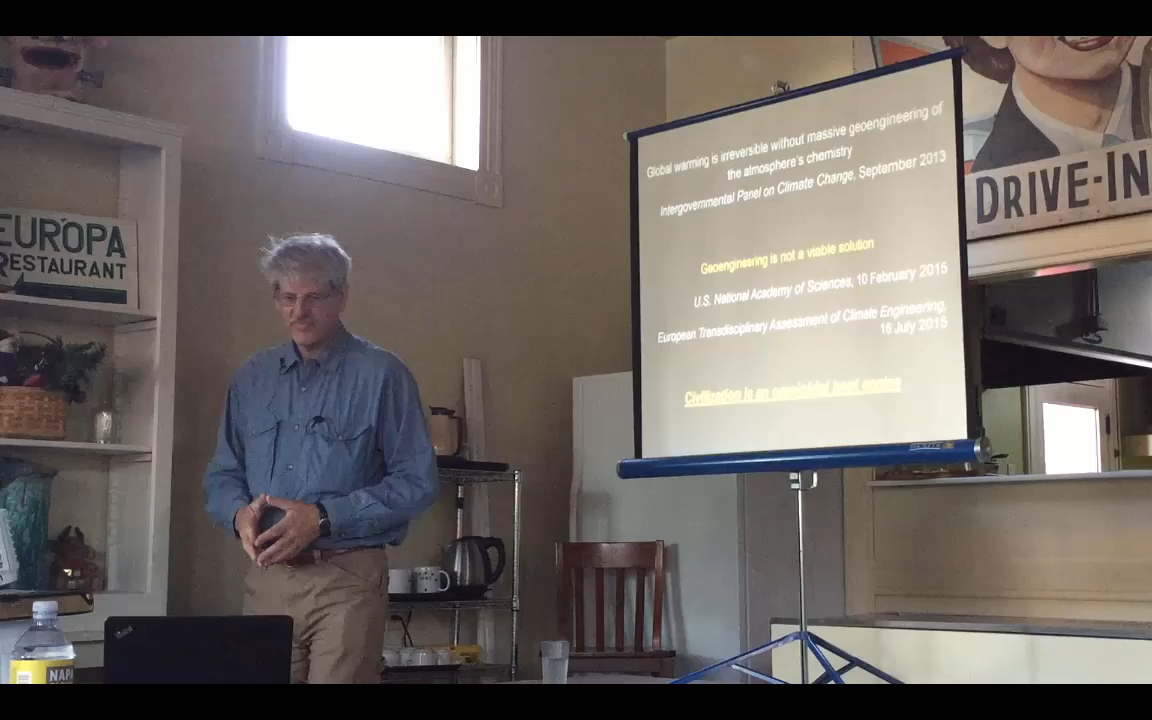 EUROPA
RESTAURANT
Global warming is irreversible without massive geoengineering of
the atmosphere's chemistry
Intergovernmental Panel on Climate Change, September 2013
Geoengineering is not a viable solution
U.S. National Academy of Sciences, 10 February 2015
European Transdisciplinary Assessment of Climate Engineering,
16 July 2015
Civilization is an omnicidal heat engine
DRIVE-IN
NAPA